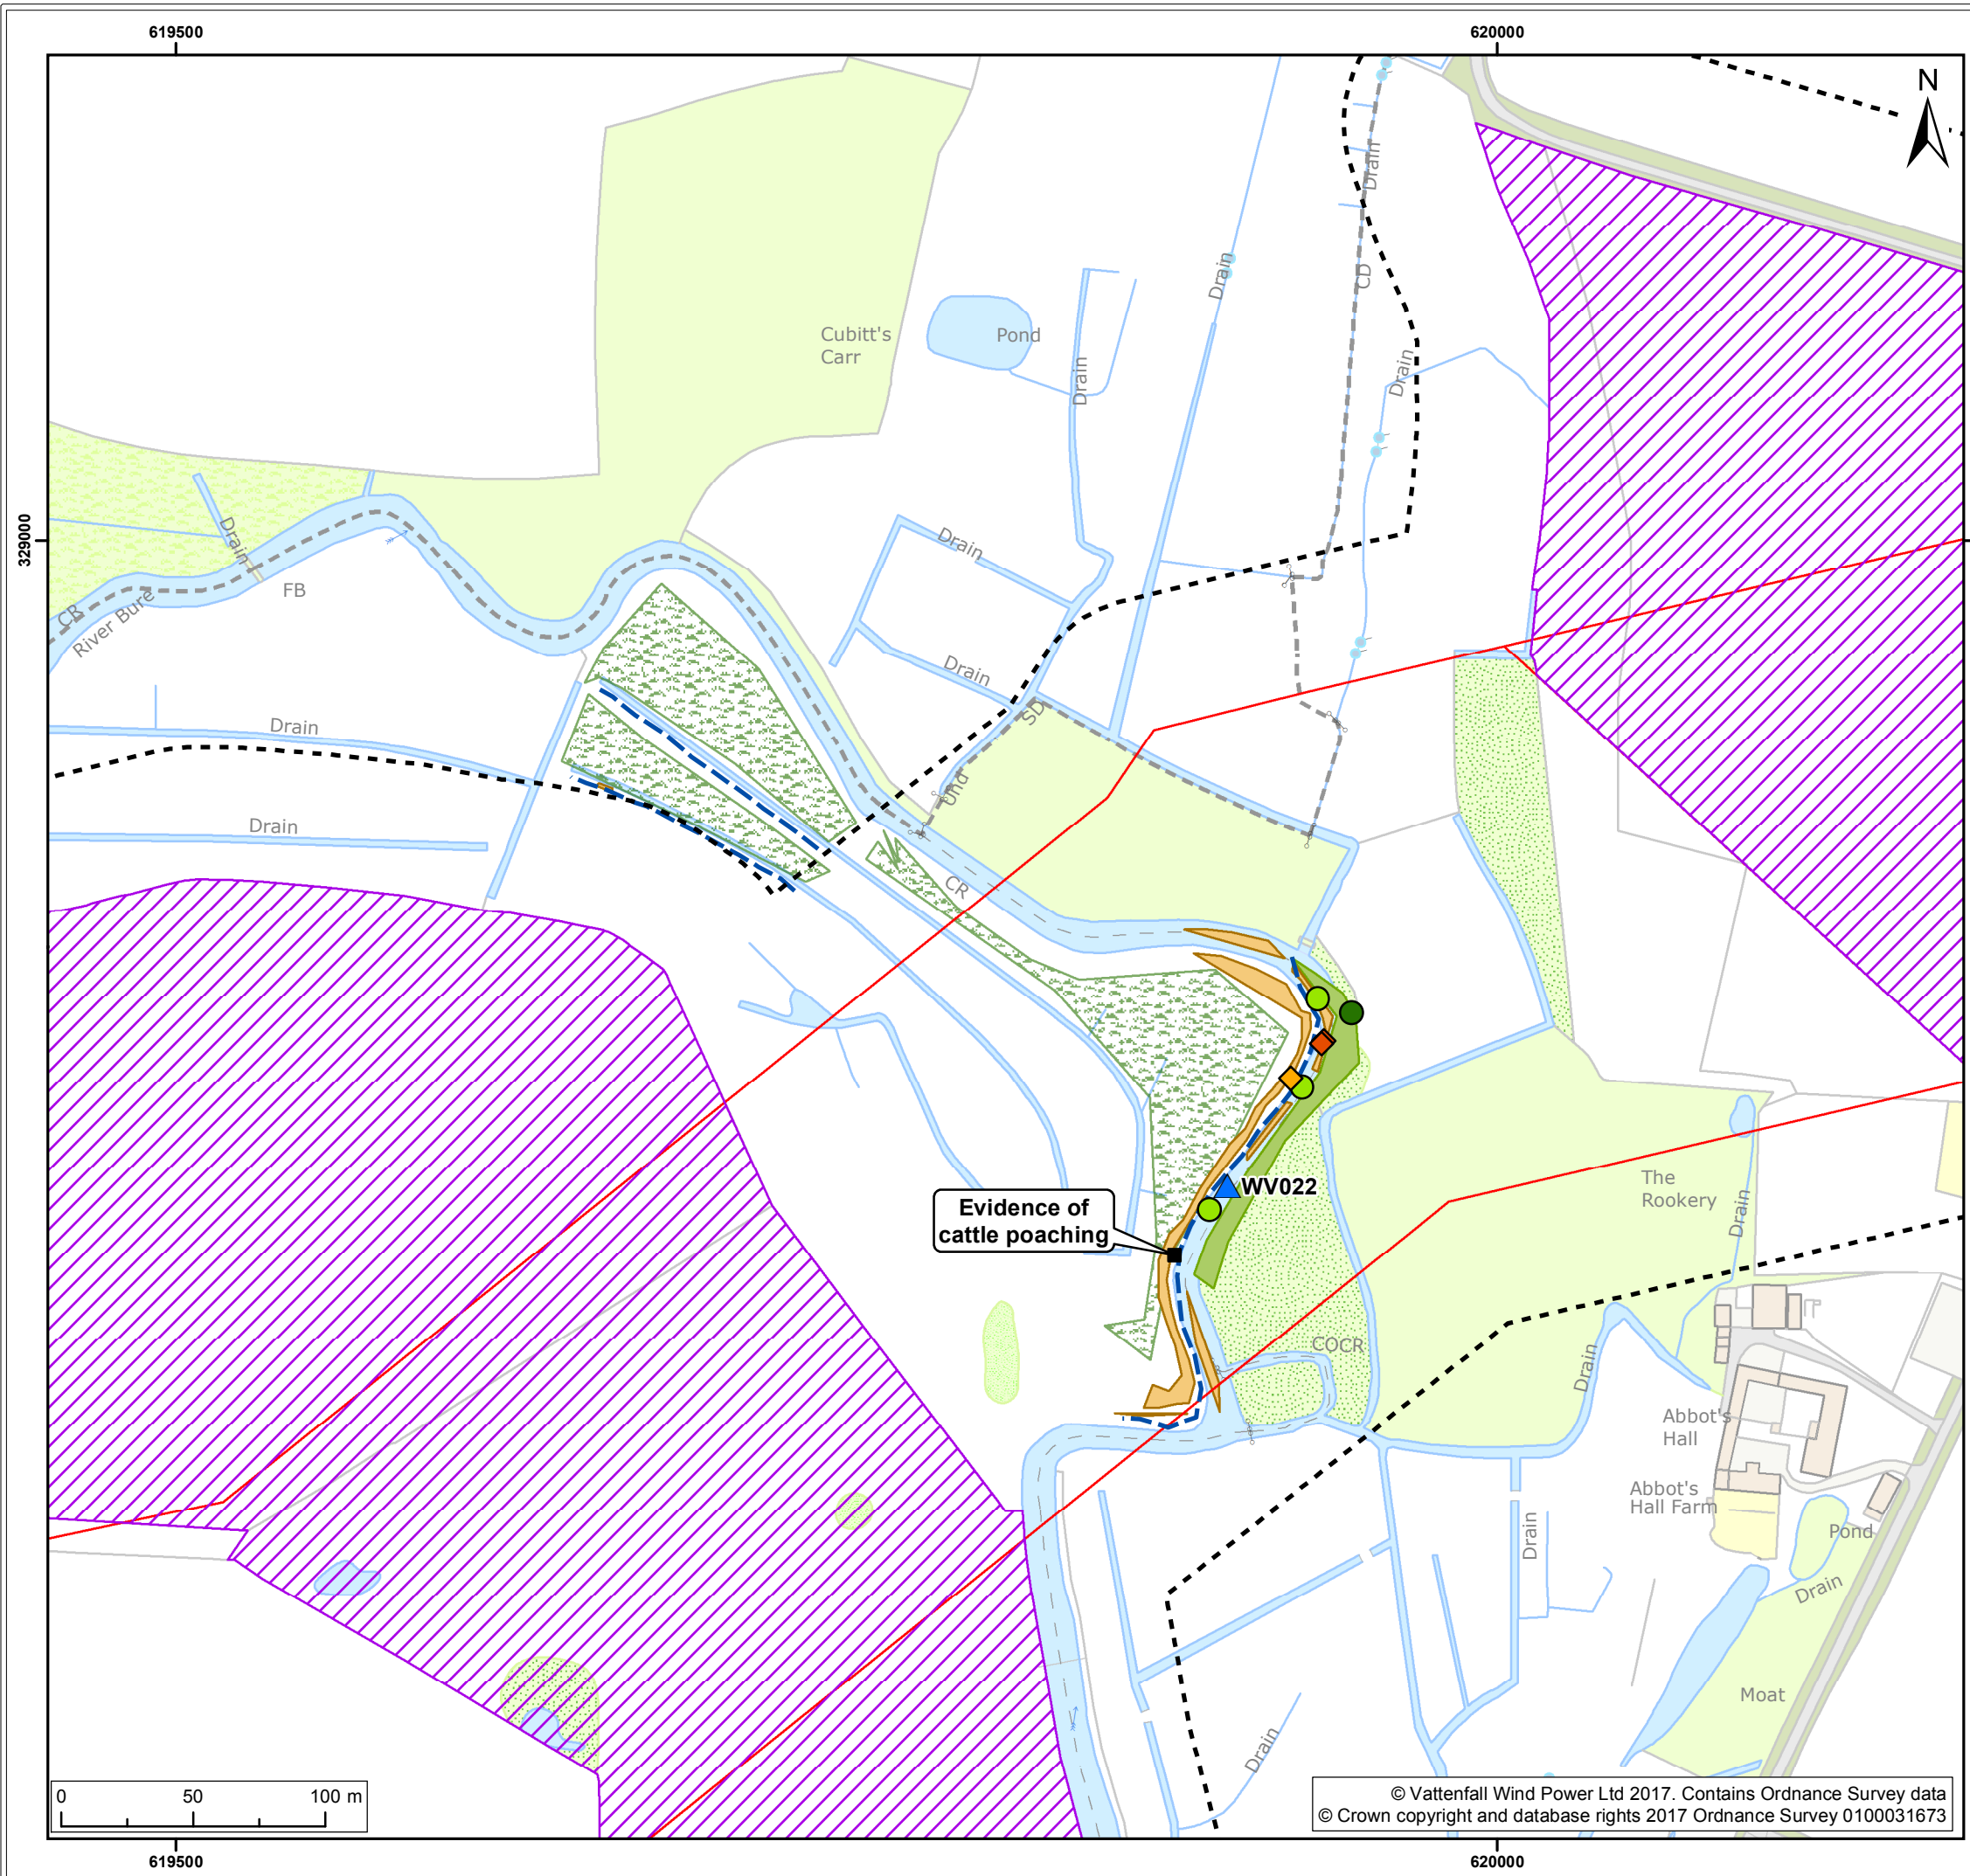 619500
620000
N
Drain
Drain
CD
Cubitt's
Carr
Pond
Drain
Drain
Drain
329000
Drain
Drain
FB
CB
River Bure
Drain
SD
Drain
Und
Drain
CR
WV022
Evidence of
cattle poaching
The
Rookery
Drain
COCR
Drain
Abbot's
Hall
Abbot's
Hall Farm
Drain
Pond
Drain
Moat
Drain
0 50 100 m
© Vattenfall Wind Power Ltd 2017. Contains Ordnance Survey data
© Crown copyright and database rights 2017 Ordnance Survey 0100031673
619500
620000